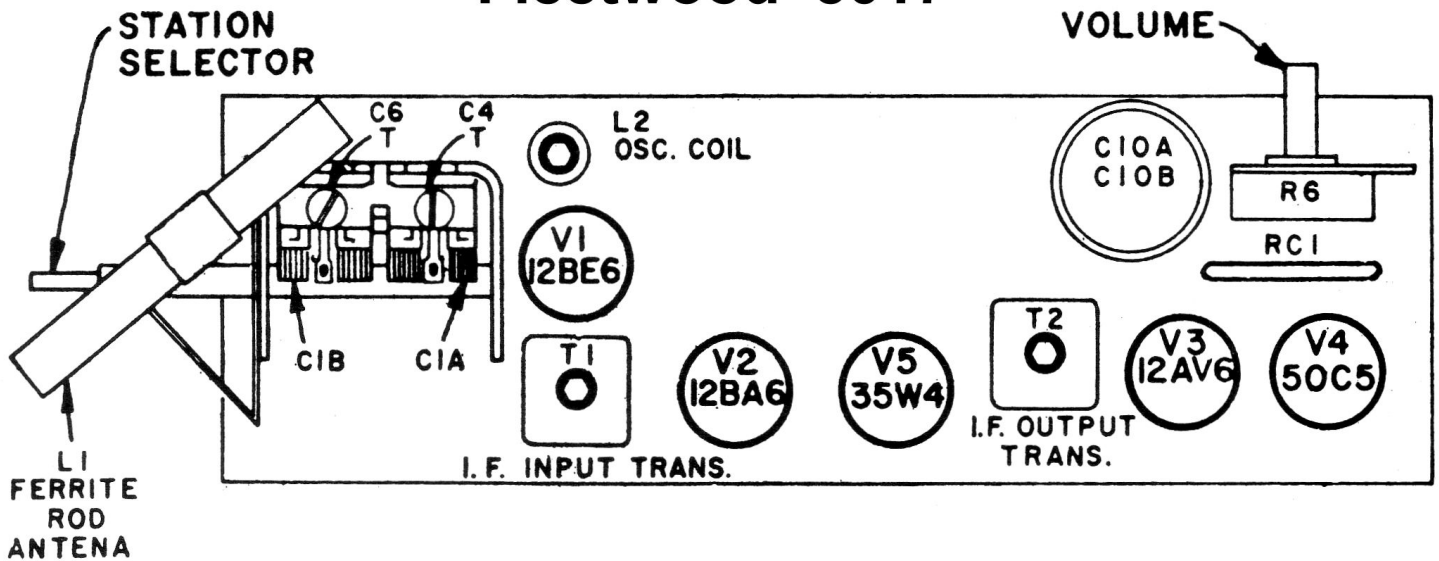 STATION
SELECTOR
VOLUME
C6
T
C4
T
L2
OSC. COIL
C10A
C10B
R6
RC1
V1
12BE6
C1B
C1A
T1
V2
12BA6
V5
35W4
T2
V3
12AV6
V4
50C5
I.F. INPUT TRANS.
I.F. OUTPUT
TRANS.
L1
FERRITE
ROD
ANTENA